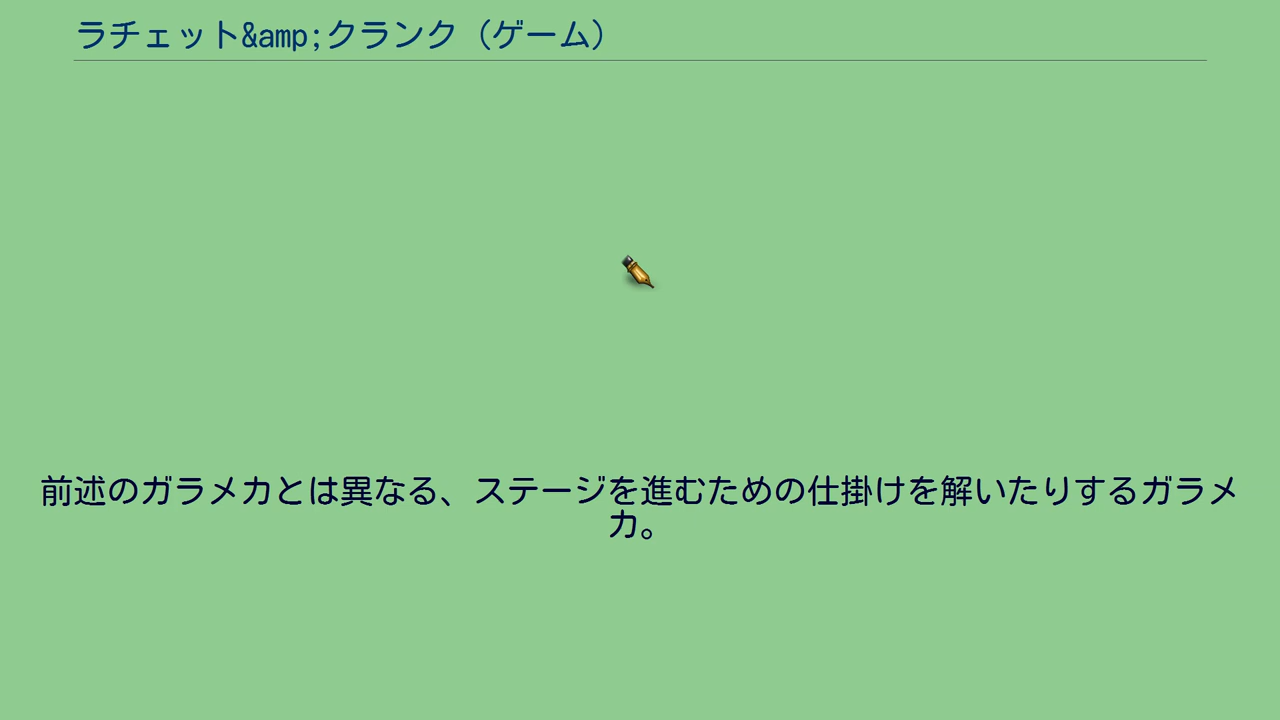 ラチェット&amp;クランク（ゲーム）
前述のガラメカとは異なる、ステージを進むための仕掛けを解いたりするガラメ
カ。